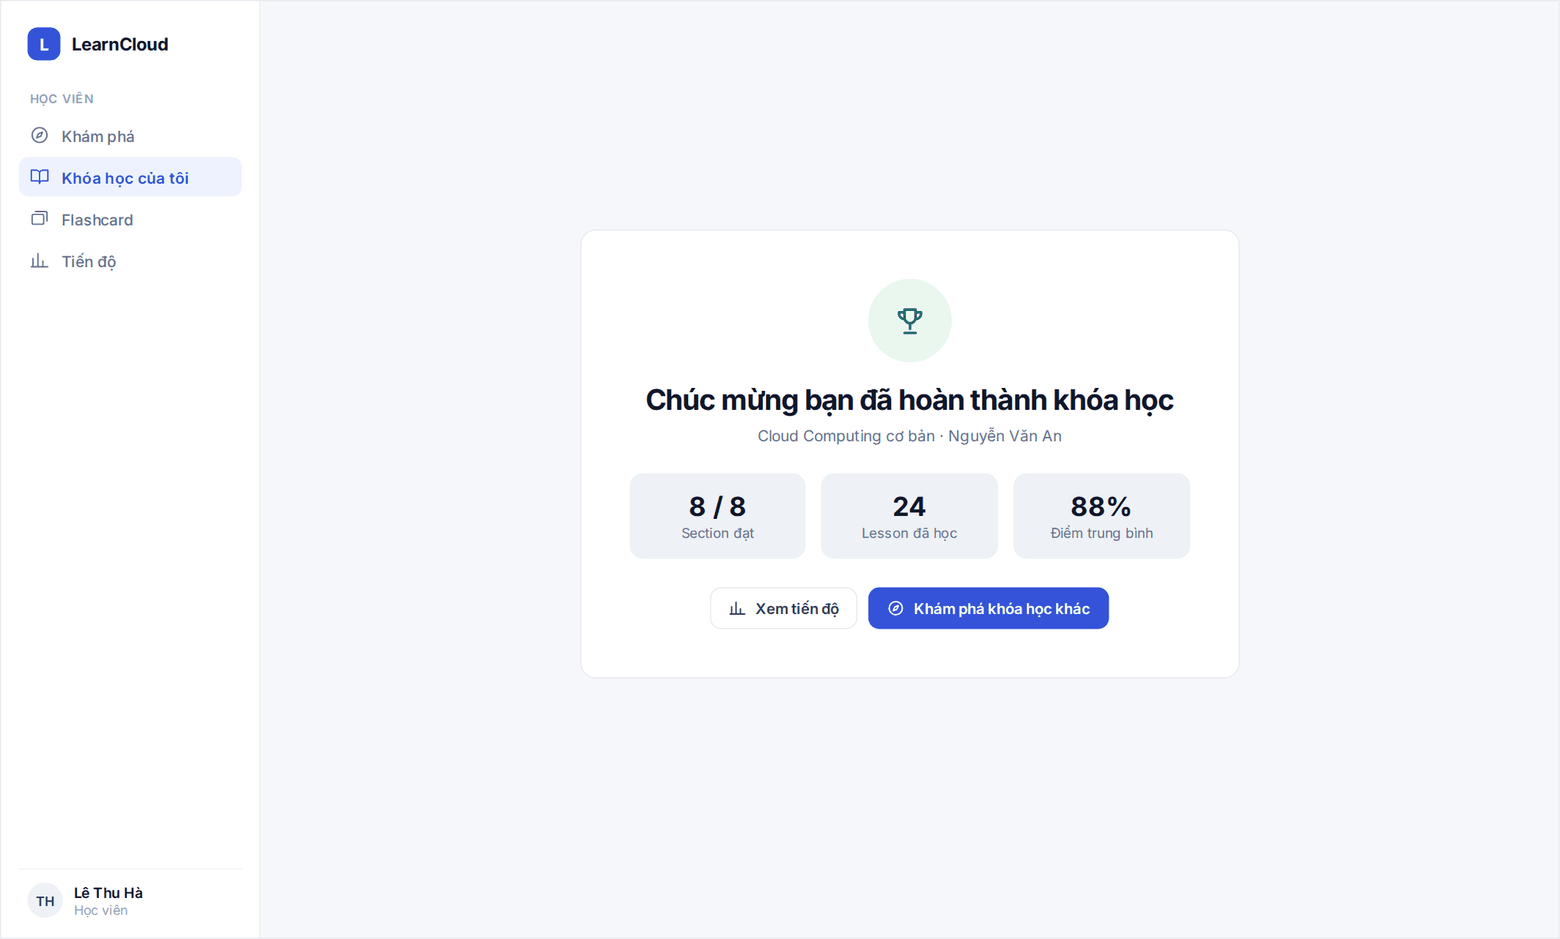 L LearnCloud
HỌC VIÊN
Khám phá
Khóa học của tôi
Flashcard
Tiến độ
Chúc mừng bạn đã hoàn thành khóa học
Cloud Computing cơ bản · Nguyễn Văn An
8 / 8
Section đạt
24
Lesson đã học
88%
Điểm trung bình
Xem tiến độ
Khám phá khóa học khác
TH
Lê Thu Hà
Học viên